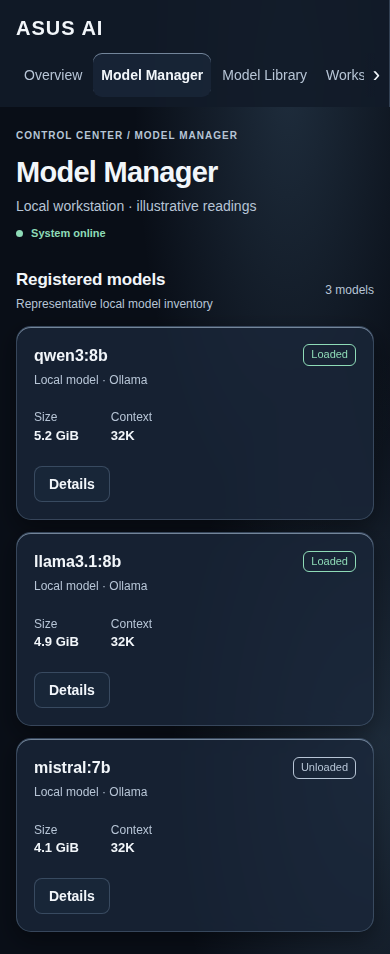 ASUS AI
Overview Model Manager Model Library Works ›
CONTROL CENTER / MODEL MANAGER
Model Manager
Local workstation · illustrative readings
System online
Registered models
3 models
Representative local model inventory
qwen3:8b Loaded
Local model · Ollama
Size Context
5.2 GiB 32K
Details
llama3.1:8b Loaded
Local model · Ollama
Size Context
4.9 GiB 32K
Details
mistral:7b Unloaded
Local model · Ollama
Size Context
4.1 GiB 32K
Details